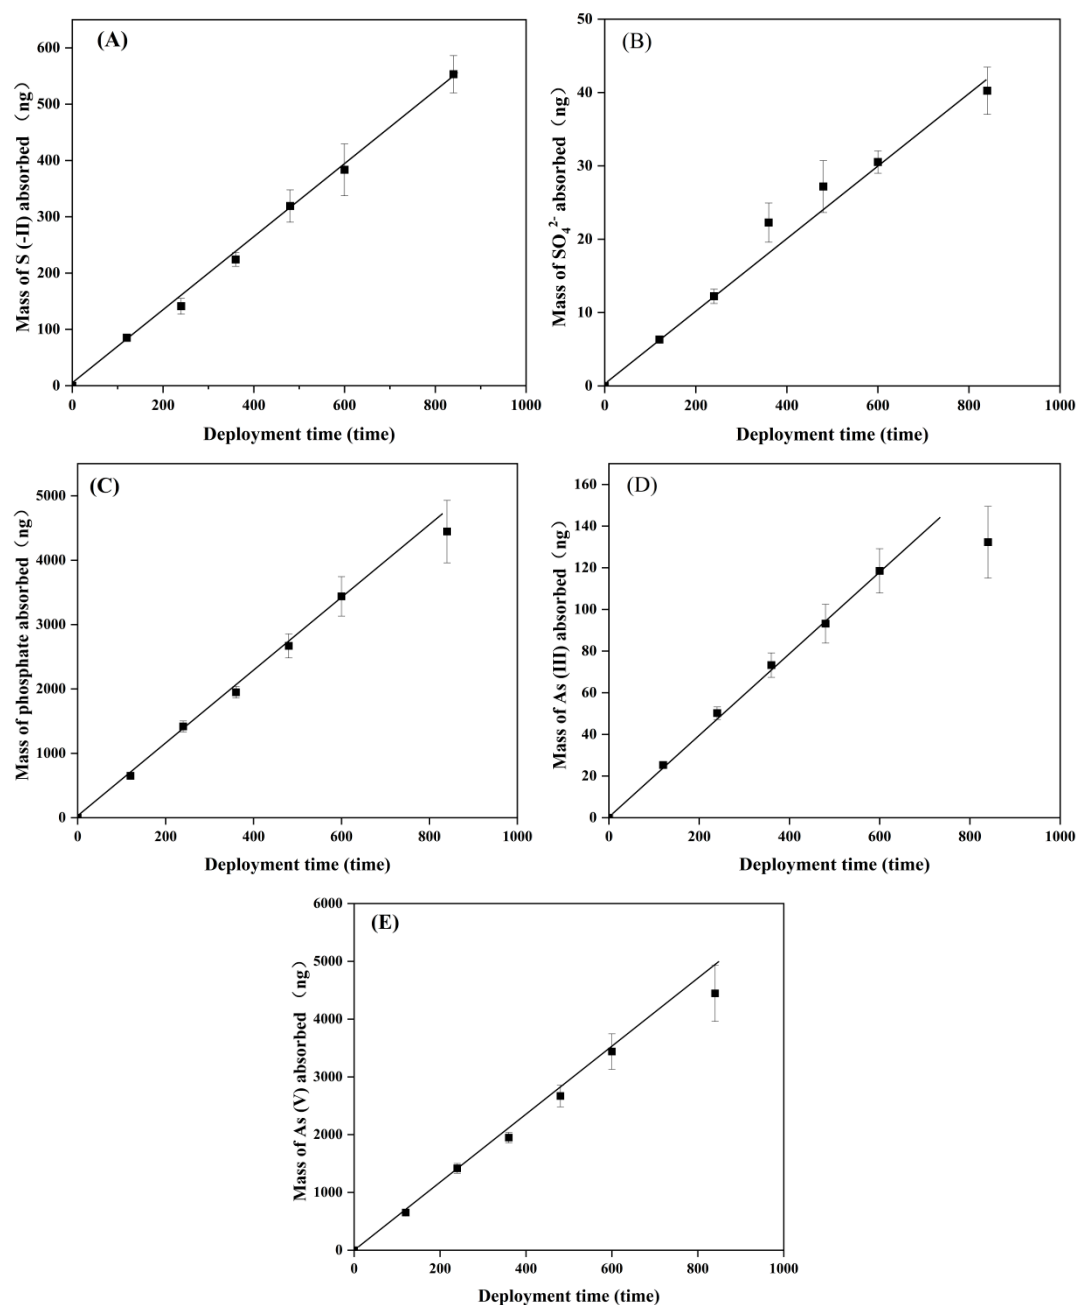 (A)
Mass of S (-II) absorbed（ng）
600
500
400
300
200
100
0
0 200 400 600 800 1000
Deployment time (time)
(B)
Mass of SO₄²⁻ absorbed（ng）
50
40
30
20
10
0
0 200 400 600 800 1000
Deployment time (time)
(C)
Mass of phosphate absorbed（ng）
5000
4000
3000
2000
1000
0
0 200 400 600 800 1000
Deployment time (time)
(D)
Mass of As (III) absorbed（ng）
160
140
120
100
80
60
40
20
0
0 200 400 600 800 1000
Deployment time (time)
(E)
Mass of As (V) absorbed（ng）
6000
5000
4000
3000
2000
1000
0
0 200 400 600 800 1000
Deployment time (time)